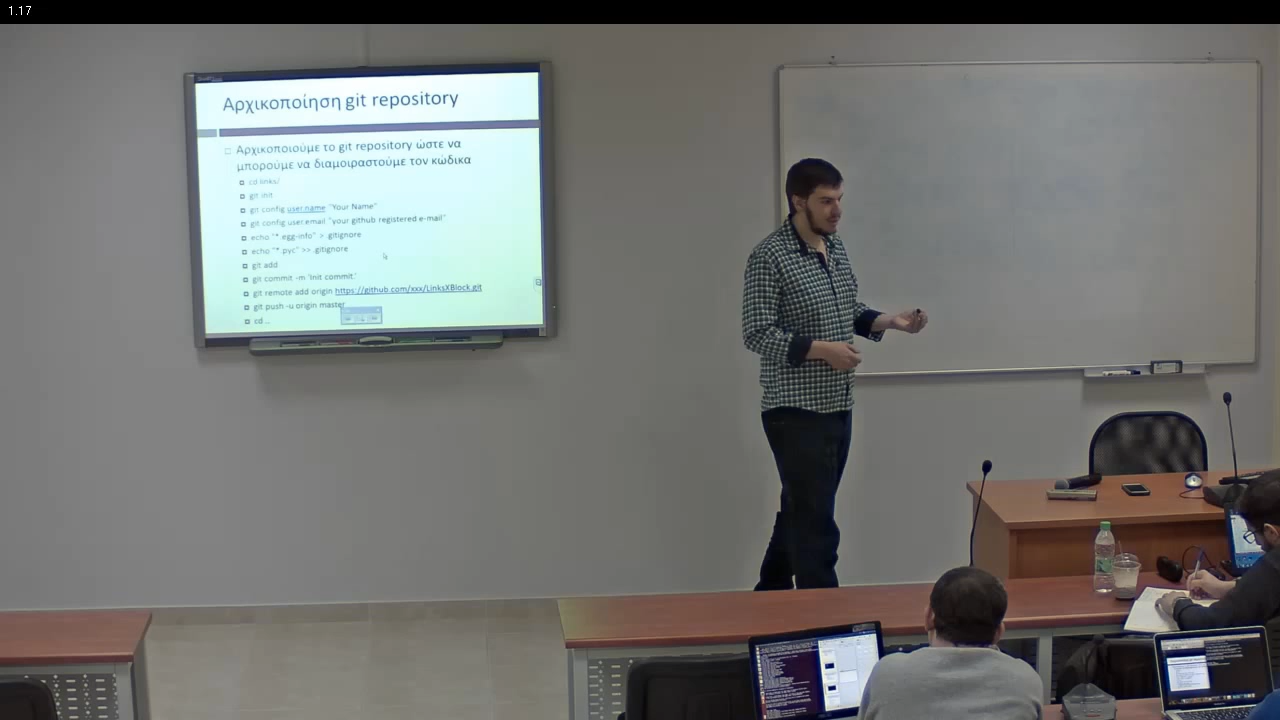 1.17
Αρχικοποίηση git repository
Αρχικοποιούμε το git repository ώστε να
μπορούμε να διαμοιραστούμε τον κώδικα
cd links/
git init
git config user.name "Your Name"
git config user.email "your github registered e-mail"
echo "*.egg-info" > .gitignore
echo "*.pyc" >> .gitignore
git add .
git commit -m 'Init commit.'
git remote add origin https://github.com/xxx/LinksXBlock.git
git push -u origin master
cd ..